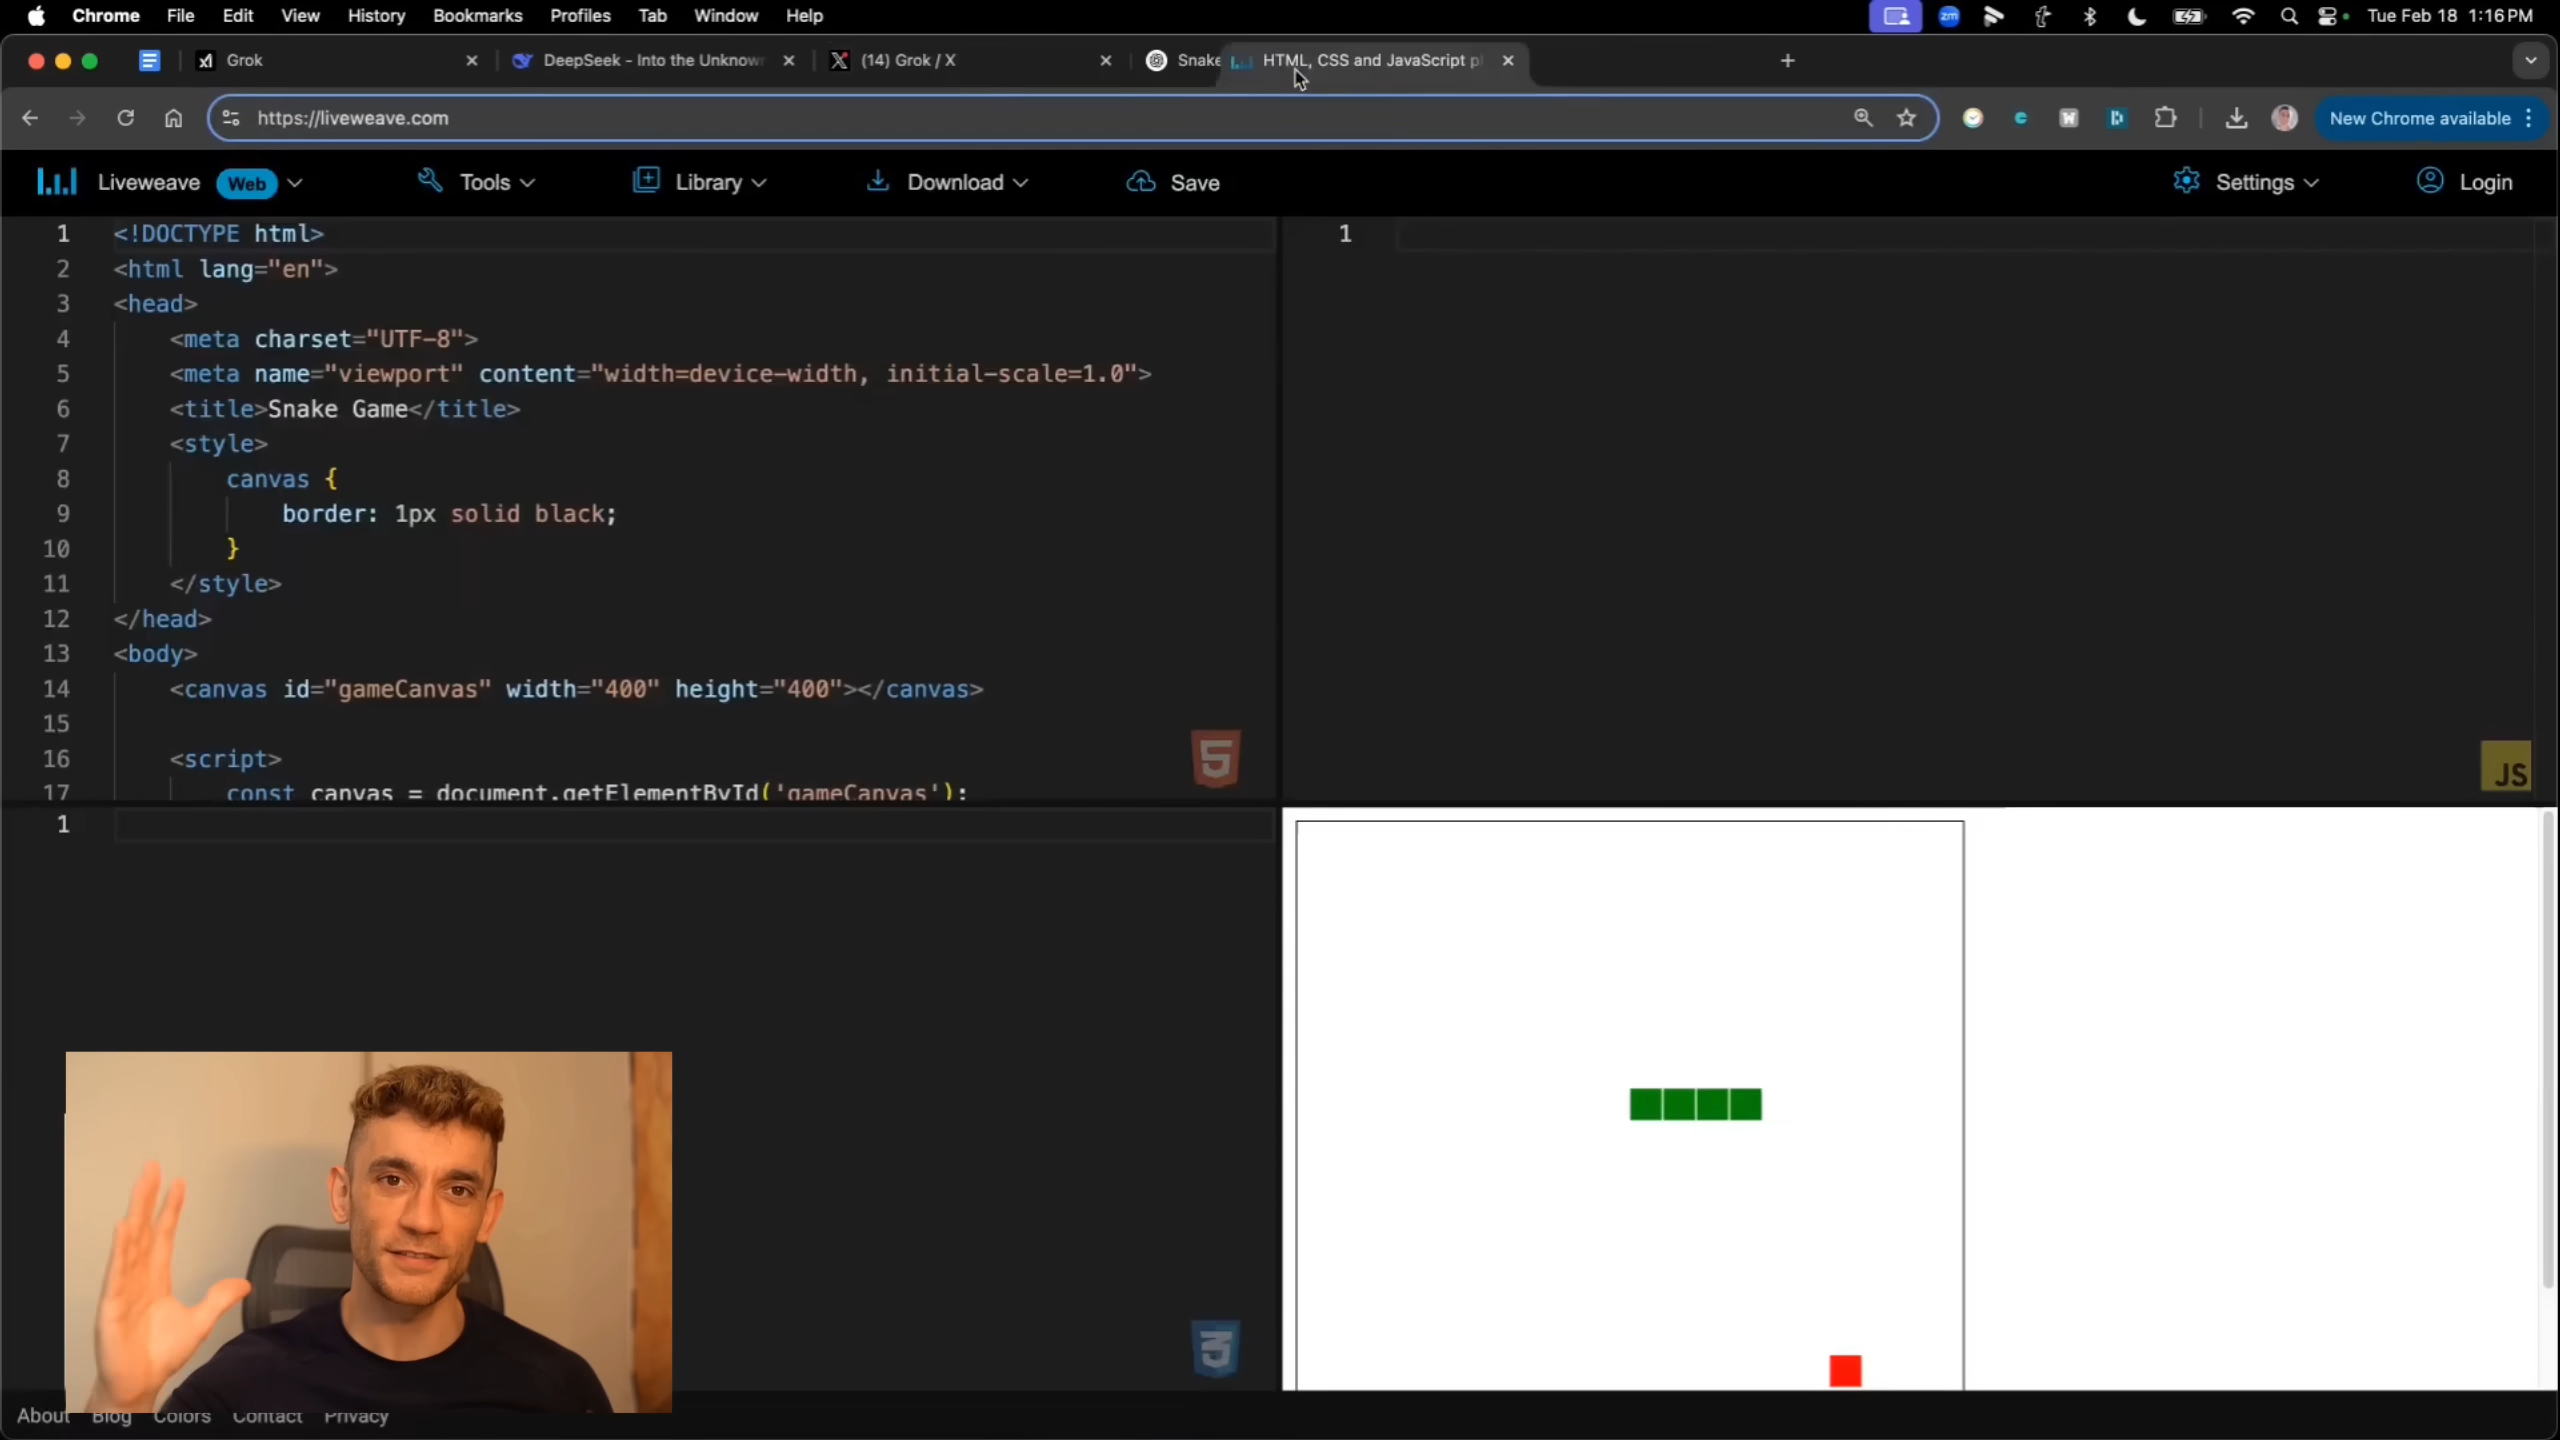 Chrome File Edit View History Bookmarks Profiles Tab Window Help
zm
Tue Feb 18 1:16 PM
Grok
DeepSeek - Into the Unknow
(14) Grok / X
Snake
HTML, CSS and JavaScript p
https://liveweave.com
New Chrome available
Liveweave Web Tools Library Download Save Settings Login
1 <!DOCTYPE html>
2 <html lang="en">
3 <head>
4 <meta charset="UTF-8">
5 <meta name="viewport" content="width=device-width, initial-scale=1.0">
6 <title>Snake Game</title>
7 <style>
8 canvas {
9 border: 1px solid black;
10 }
11 </style>
12 </head>
13 <body>
14 <canvas id="gameCanvas" width="400" height="400"></canvas>
15
16 <script>
17 const canvas = document.getElementById('gameCanvas');
5
1
JS
1
3
About Blog Colors Contact Privacy